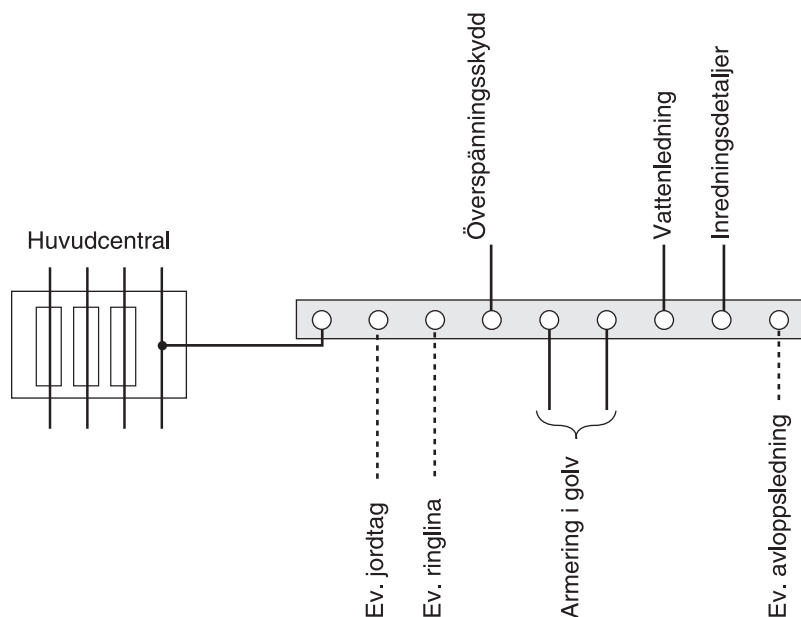 Huvudcentral
Överspänningsskydd
Vattenledning
Inredningsdetaljer
Ev. jordtag
Ev. ringlina
Armering i golv
Ev. avloppsledning